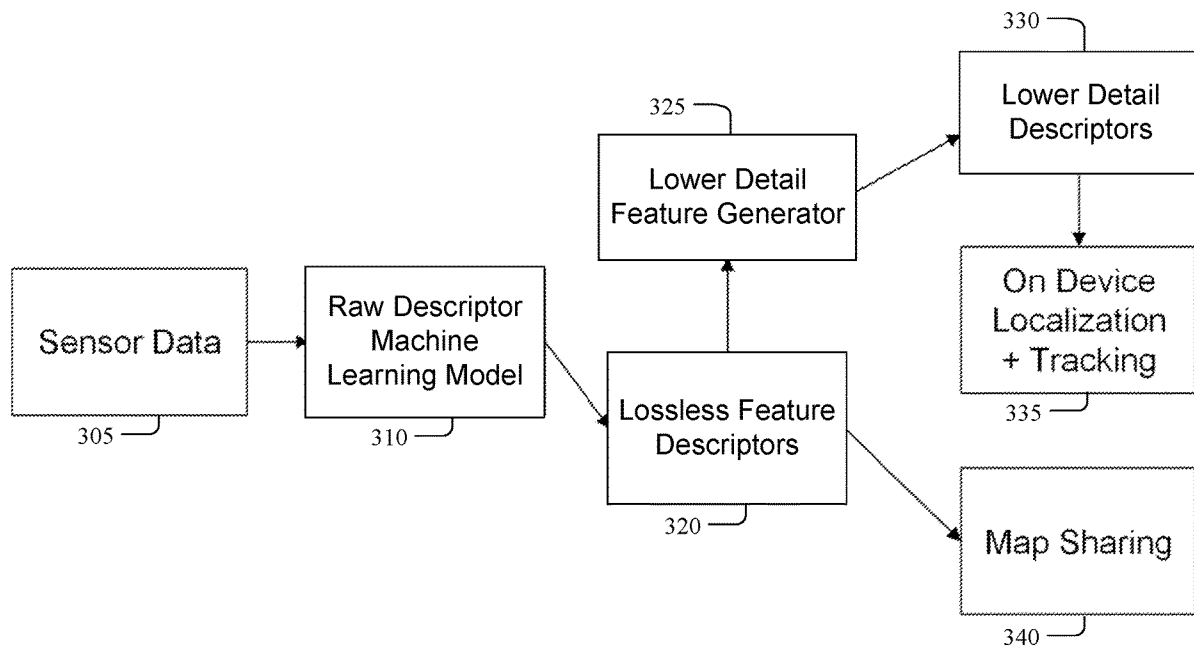 330
Lower Detail
Descriptors
325
Lower Detail
Feature Generator
Sensor Data
305
Raw Descriptor
Machine
Learning Model
310
Lossless Feature
Descriptors
320
On Device
Localization
+ Tracking
335
Map Sharing
340